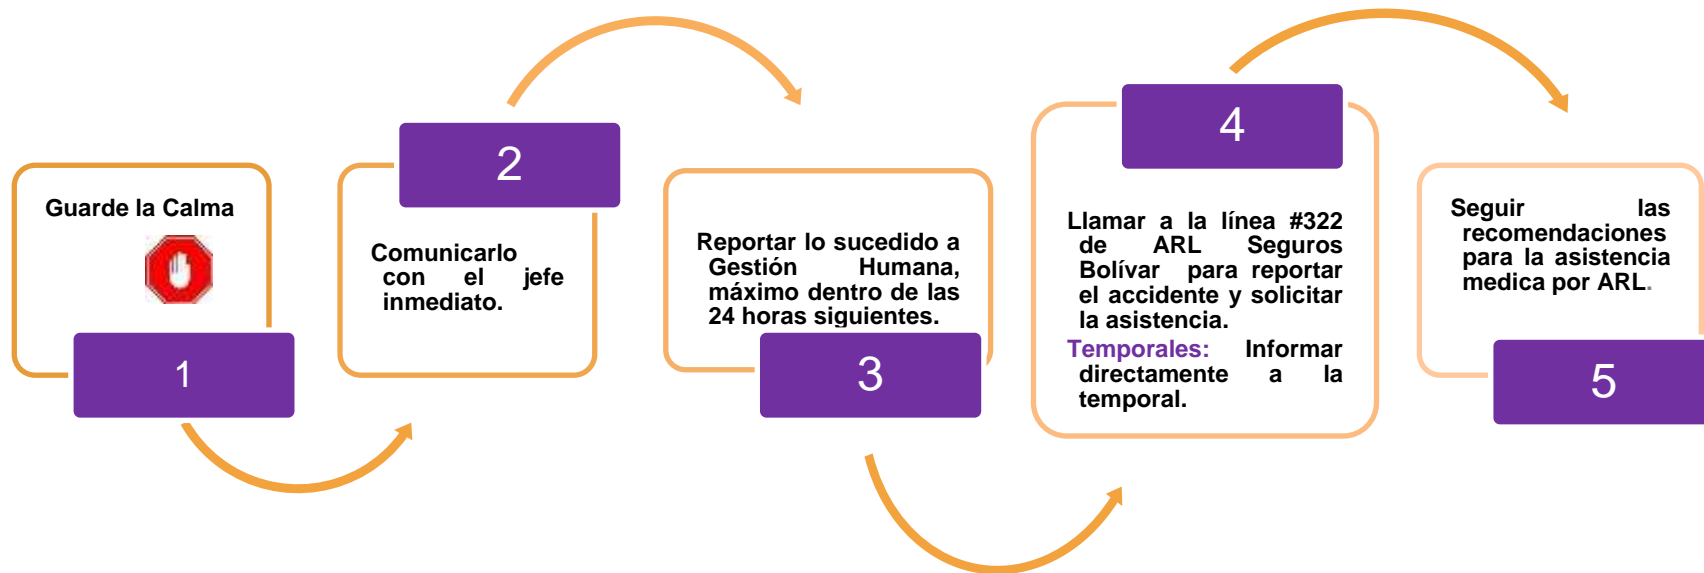 Guarde la Calma
1
2
Comunicarlo
con el jefe
inmediato.
Reportar lo sucedido a
Gestión Humana,
máximo dentro de las
24 horas siguientes.
3
4
Llamar a la línea #322
de ARL Seguros
Bolívar para reportar
el accidente y solicitar
la asistencia.
Temporales: Informar
directamente a la
temporal.
Seguir las
recomendaciones
para la asistencia
medica por ARL.
5